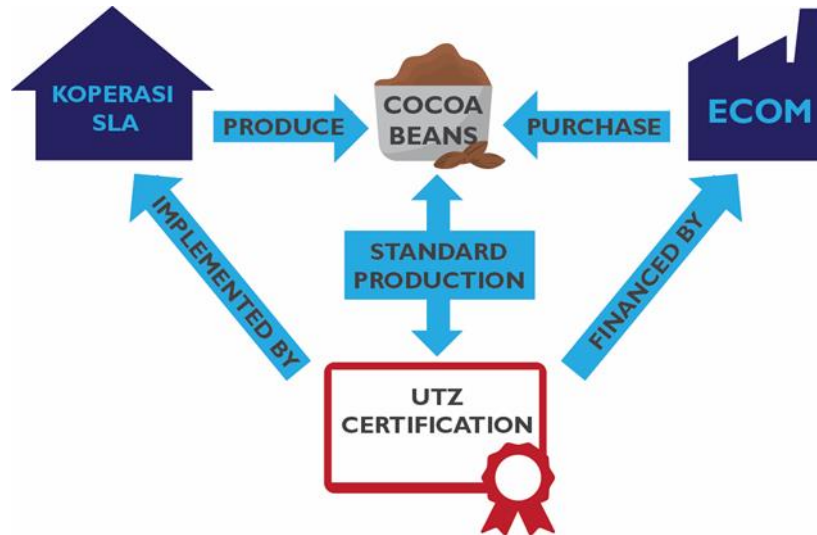 KOPERASI
SLA
PRODUCE
COCOA
BEANS
PURCHASE
ECOM
IMPLEMENTED BY
STANDARD
PRODUCTION
FINANCED BY
UTZ
CERTIFICATION